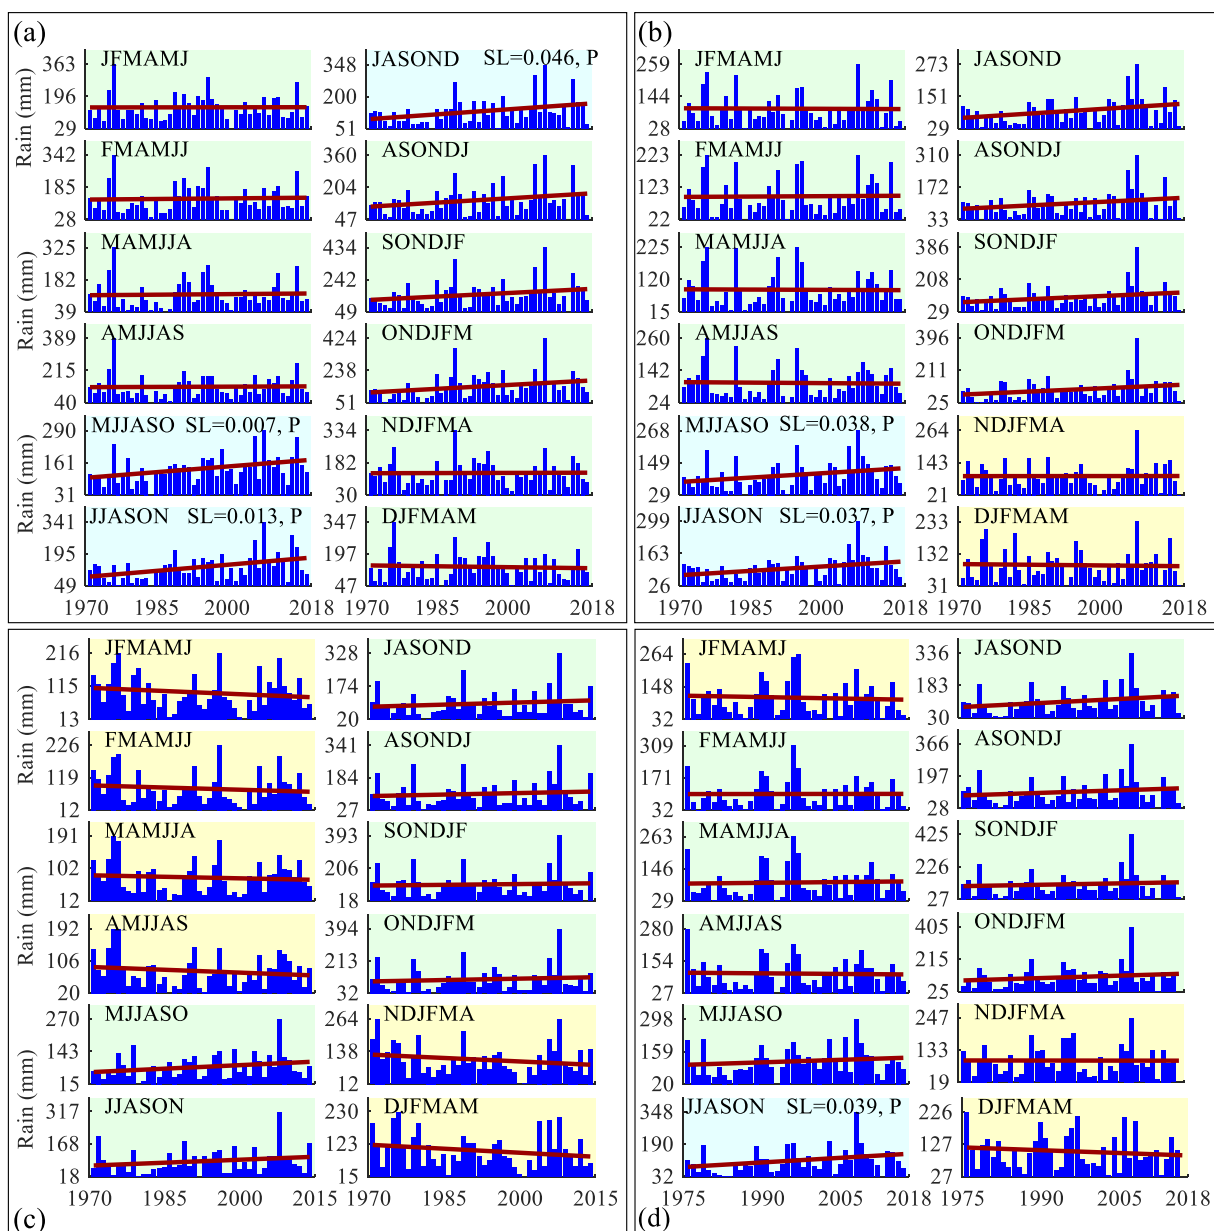 (a)
JFMAMJ
363
196
29
Rain (mm)
FMAMJJ
342
185
28
MAMJJA
325
182
39
Rain (mm)
AMJJAS
389
215
40
MJJASO SL=0.007, P
290
161
31
Rain (mm)
JJASON SL=0.013, P
341
195
49
1970 1985 2000
JASOND SL=0.046, P
348
200
51
ASONDJ
360
204
47
SONDJF
434
242
49
ONDJFM
424
238
51
NDJFMA
334
182
30
DJFMAM
347
197
47
1970 1985 2000 2018
(b)
JFMAMJ
259
144
28
FMAMJJ
223
123
22
MAMJJA
225
120
15
AMJJAS
260
142
24
MJJASO SL=0.038, P
268
149
29
JJASON SL=0.037, P
299
163
26
1970 1985 2000
JASOND
273
151
29
ASONDJ
310
172
33
SONDJF
386
208
29
ONDJFM
396
211
25
NDJFMA
264
143
21
DJFMAM
233
132
31
1970 1985 2000 2018
JFMAMJ
216
115
13
Rain (mm)
FMAMJJ
226
119
12
MAMJJA
191
102
12
Rain (mm)
AMJJAS
192
106
20
MJJASO
270
143
15
Rain (mm)
JJASON
317
168
18
1970 1985 2000 2015
JASOND
328
174
20
ASONDJ
341
184
27
SONDJF
393
206
18
ONDJFM
394
213
32
NDJFMA
264
138
12
DJFMAM
230
123
15
1970 1985 2000 2015
(c)
JFMAMJ
264
148
32
FMAMJJ
309
171
32
MAMJJA
263
146
29
AMJJAS
280
154
27
MJJASO
298
159
20
JJASON SL=0.039, P
348
190
32
1975 1990 2005 2018
JASOND
336
183
30
ASONDJ
366
197
28
SONDJF
425
226
27
ONDJFM
405
215
25
NDJFMA
247
133
19
DJFMAM
226
127
27
1975 1990 2005 2018
(d)